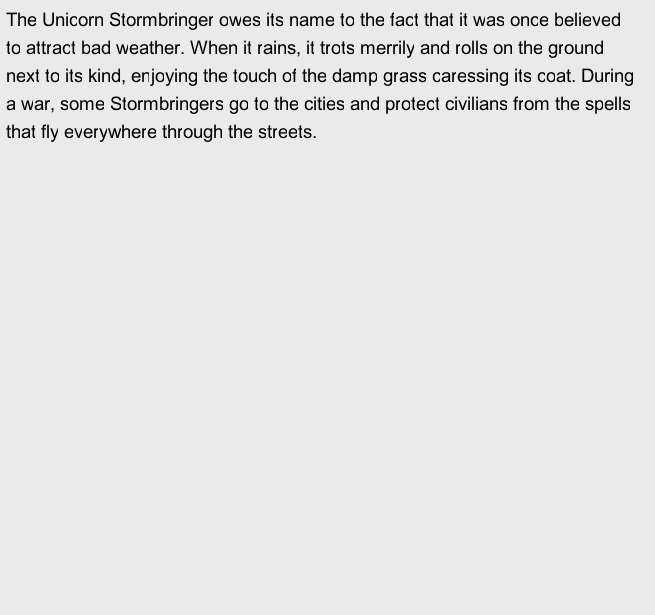 The Unicorn Stormbringer owes its name to the fact that it was once believed
to attract bad weather. When it rains, it trots merrily and rolls on the ground
next to its kind, enjoying the touch of the damp grass caressing its coat. During
a war, some Stormbringers go to the cities and protect civilians from the spells
that fly everywhere through the streets.